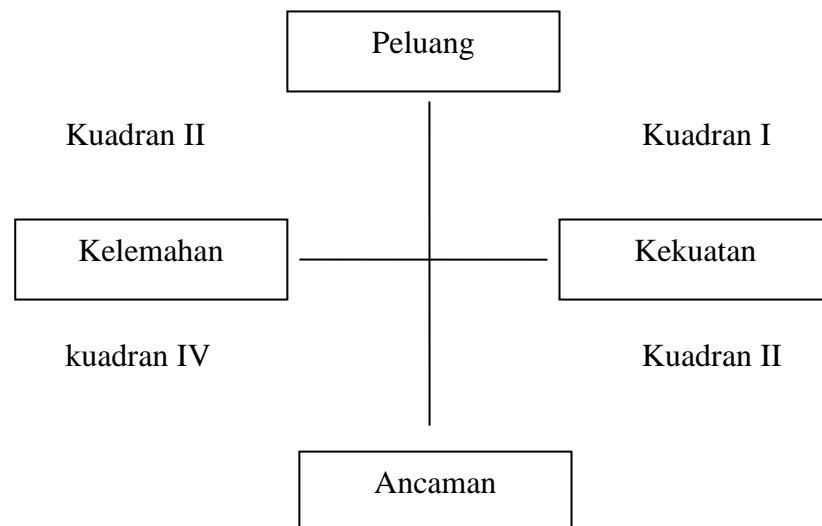 Peluang
Kuadran II
Kuadran I
Kelemahan
Kekuatan
kuadran IV
Kuadran II
Ancaman